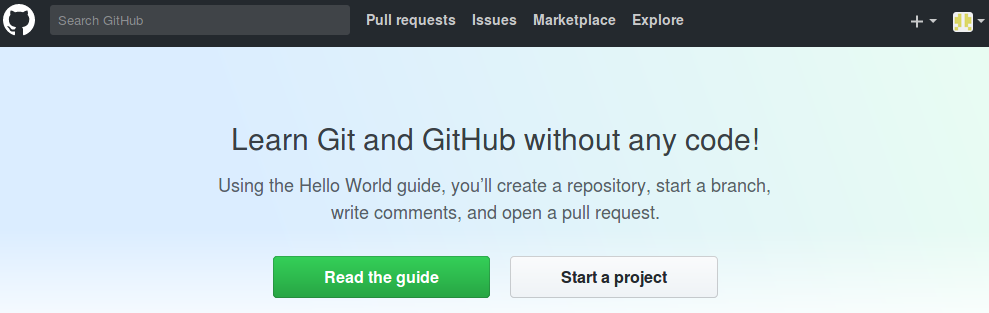 Search GitHub Pull requests Issues Marketplace Explore
Learn Git and GitHub without any code!
Using the Hello World guide, you’ll create a repository, start a branch,
write comments, and open a pull request.
Read the guide Start a project